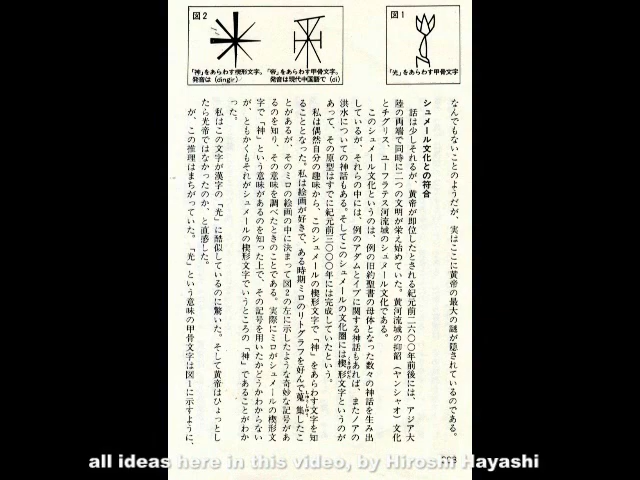 図1
「光」をあらわす甲骨文字
図2
「神」をあらわす楔形文字。
発音は(dingir)
「帝」をあらわす甲骨文字。
発音は現代中国語で(di)
なんでもないことのようだが、実はここに黄帝の最大の謎が隠されているのである。
シュメール文化との符合
話は少しそれるが、黄帝が即位したとされる紀元前二六〇〇年前後には、アジア大
陸の両端で同時に二つの文明が栄え始めていた。黄河流域の仰韶(ヤンシャオ)文化
とチグリス、ユーフラテス河流域のシュメール文化である。
このシュメール文化というのは、例の旧約聖書の母体となった数々の神話を生み出
しているが、それらの中には、例のアダムとイブに関する神話もあれば、またノアの
洪水についての神話もある。そしてこのシュメールの文化圏には楔形文字というのが
あって、その原型はすでに紀元前三〇〇〇年には完成していたという。
私は偶然自分の趣味から、このシュメールの楔形文字で「神」をあらわす文字を知
ることとなった。私は絵画が好きで、ある時期ミロのリトグラフを好んで蒐集したこ
とがあるが、そのミロの絵画の中に決まって図2の左に示したような奇妙な記号があ
るのを知り、その意味を調べたときのことである。実際にミロがシュメールの楔形文
字で「神」という意味があるのを知った上で、その記号を用いたかどうかわからない
が、ともかくもそれがシュメールの楔形文字でいうところの「神」であることがわか
った。
私はこの文字が漢字の「光」に酷似しているのに驚いた。そして黄帝はひょっとし
たら光帝ではなかったのか、と直感した。
が、この推理はまちがっていた。「光」という意味の甲骨文字は図1に示すように、
all ideas here in this video, by Hiroshi Hayashi